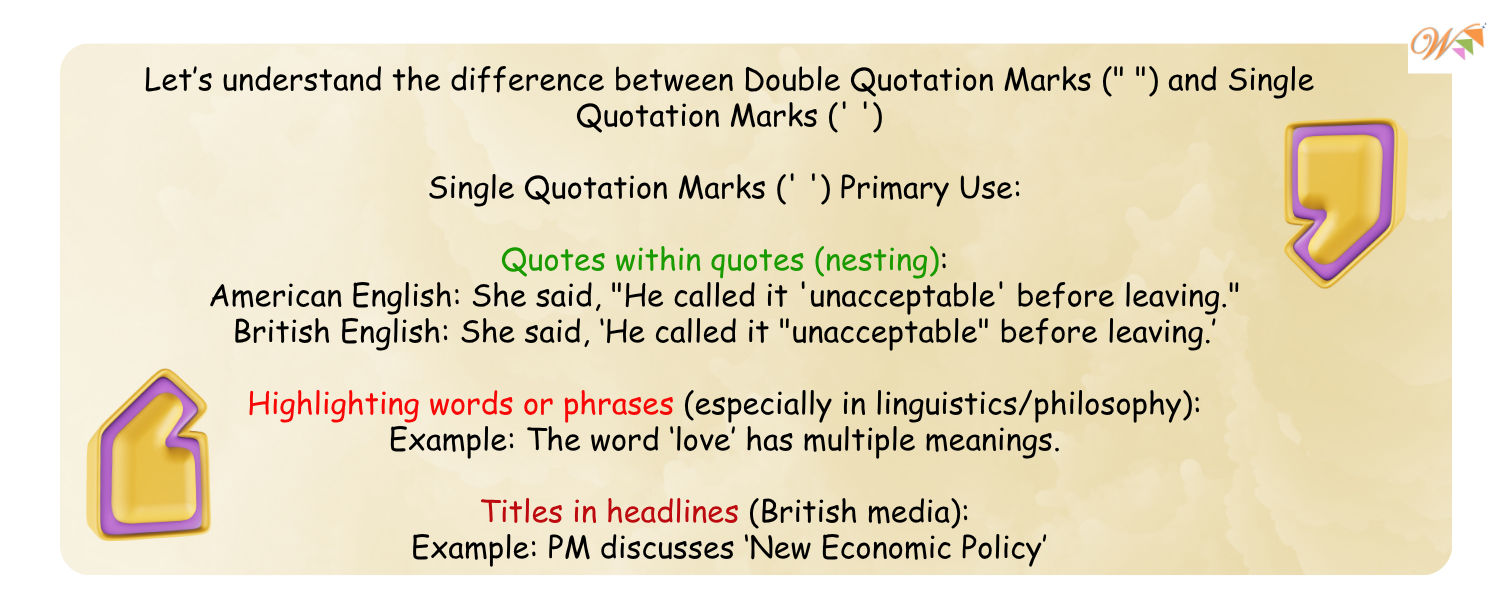 W
Let’s understand the difference between Double Quotation Marks (" ") and Single
Quotation Marks (' ')
Single Quotation Marks (' ') Primary Use:
Quotes within quotes (nesting):
American English: She said, "He called it 'unacceptable' before leaving."
British English: She said, ‘He called it "unacceptable" before leaving.’
Highlighting words or phrases (especially in linguistics/philosophy):
Example: The word ‘love’ has multiple meanings.
Titles in headlines (British media):
Example: PM discusses ‘New Economic Policy’